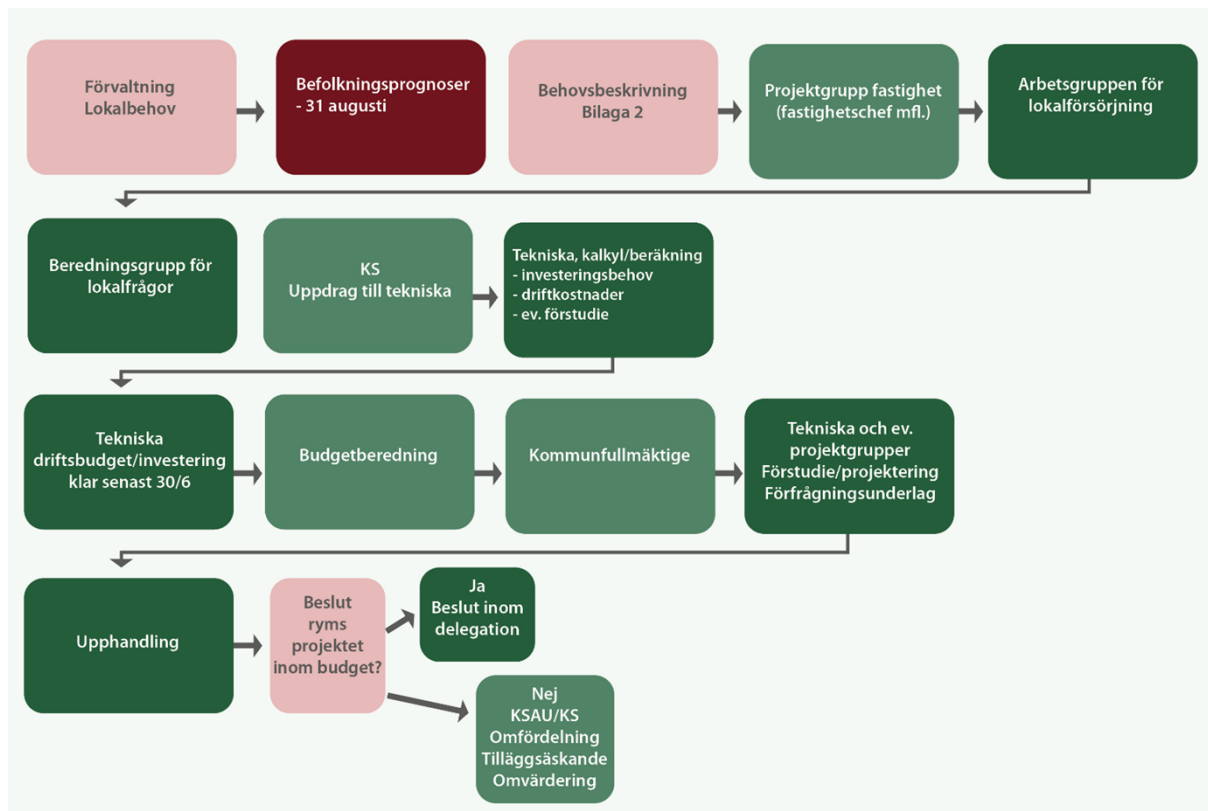 Förvaltning
Lokalbehov
Befolkningsprognoser
- 31 augusti
Behovsbeskrivning
Bilaga 2
Projektgrupp fastighet
(fastighetschef mfl.)
Arbetsgruppen för
lokalförsörjning
Beredningsgrupp för
lokalfrågor
KS
Uppdrag till tekniska
Tekniska, kalkyl/beräkning
- investeringsbehov
- driftkostnader
- ev. förstudie
Tekniska
driftsbudget/investering
klar senast 30/6
Budgetberedning
Kommunfullmäktige
Tekniska och ev.
projektgrupper
Förstudie/projektering
Förfrågningsunderlag
Upphandling
Beslut
ryms
projektet
inom budget?
Ja
Beslut inom
delegation
Nej
KSAU/KS
Omfördelning
Tilläggsäskande
Omvärdering